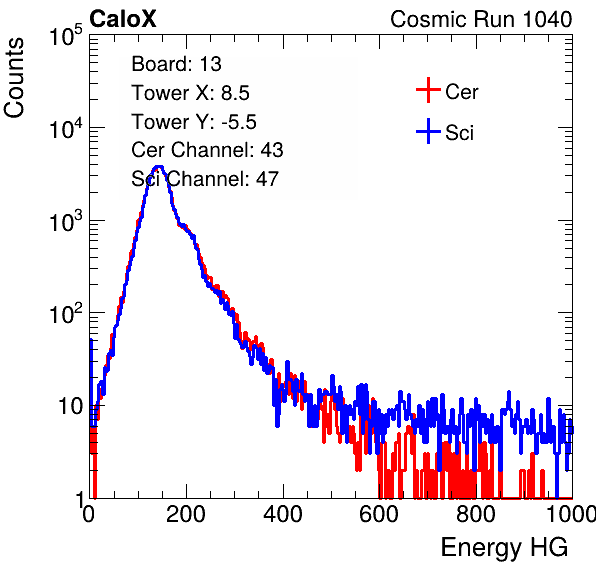 CaloX Cosmic Run 1040
Counts
Board: 13
Tower X: 8.5
Tower Y: -5.5
Cer Channel: 43
Sci Channel: 47
Cer
Sci
10^5
10^4
10^3
10^2
10
1
0 200 400 600 800 1000
Energy HG